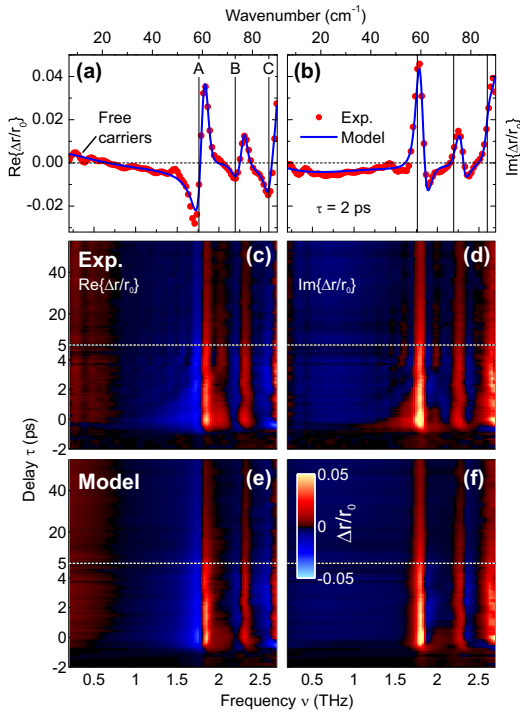 Wavenumber (cm⁻¹)
20 40 60 80 20 40 60 80
(a) A B C (b)
0.04
0.02
0.00
-0.02
Re{Δr/r₀}
Free
carriers
Exp.
Model
τ = 2 ps
Im{Δr/r₀}
Exp. (c) (d)
Re{Δr/r₀} Im{Δr/r₀}
40
20
5
4
2
0
-2
Delay τ (ps)
Model (e) (f)
0.05
0
-0.05
Δr/r₀
40
20
5
4
2
0
-2
0.5 1 1.5 2 2.5 0.5 1 1.5 2 2.5
Frequency ν (THz)